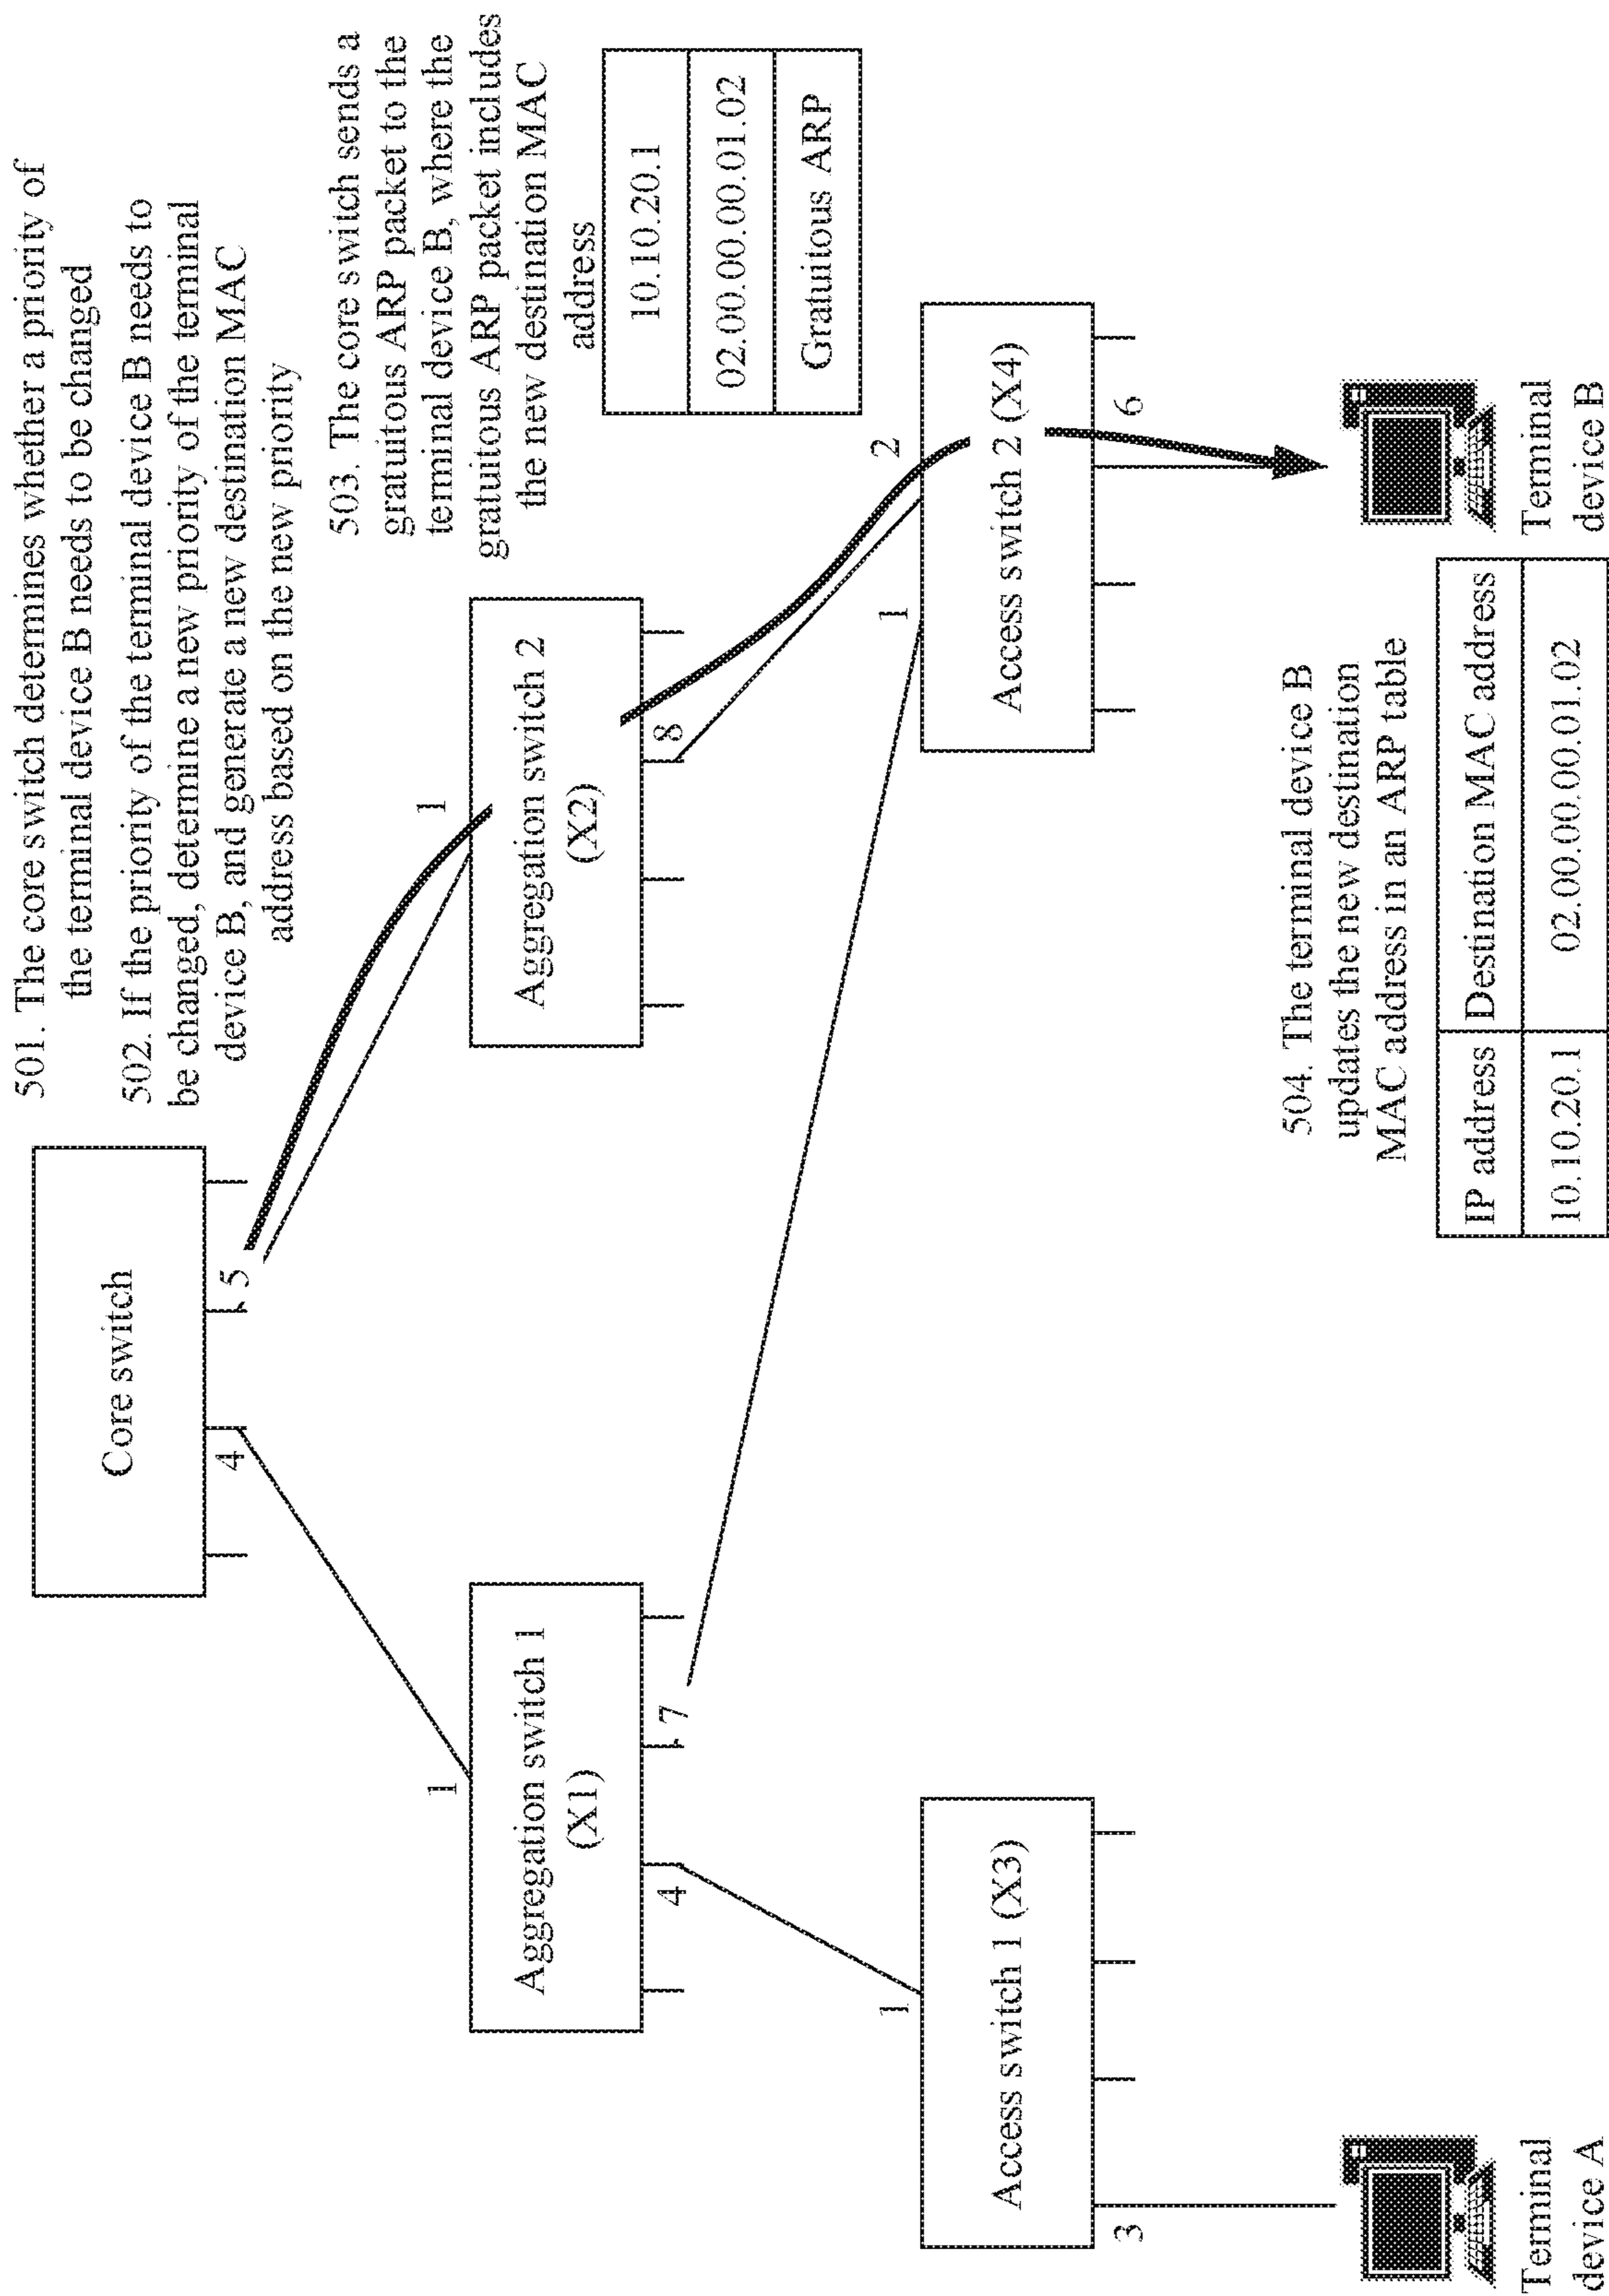 501. The core switch determines whether a priority of
the terminal device B needs to be changed
502. If the priority of the terminal device B needs to
be changed, determine a new priority of the terminal
device B, and generate a new destination MAC
address based on the new priority
Core switch
4
5
503. The core switch sends a
gratuitous ARP packet to the
terminal device B, where the
gratuitous ARP packet includes
the new destination MAC
address
10.10.20.1
02.00.00.00.01.02
Gratuitous ARP
1
Aggregation switch 1
(X1)
4
7
1
Aggregation switch 2
(X2)
8
1
Access switch 1 (X3)
3
1
2
Access switch 2 (X4)
6
504. The terminal device B
updates the new destination
MAC address in an ARP table
IP address
Destination MAC address
10.10.20.1
02.00.00.00.01.02
Terminal
device A
Terminal
device B